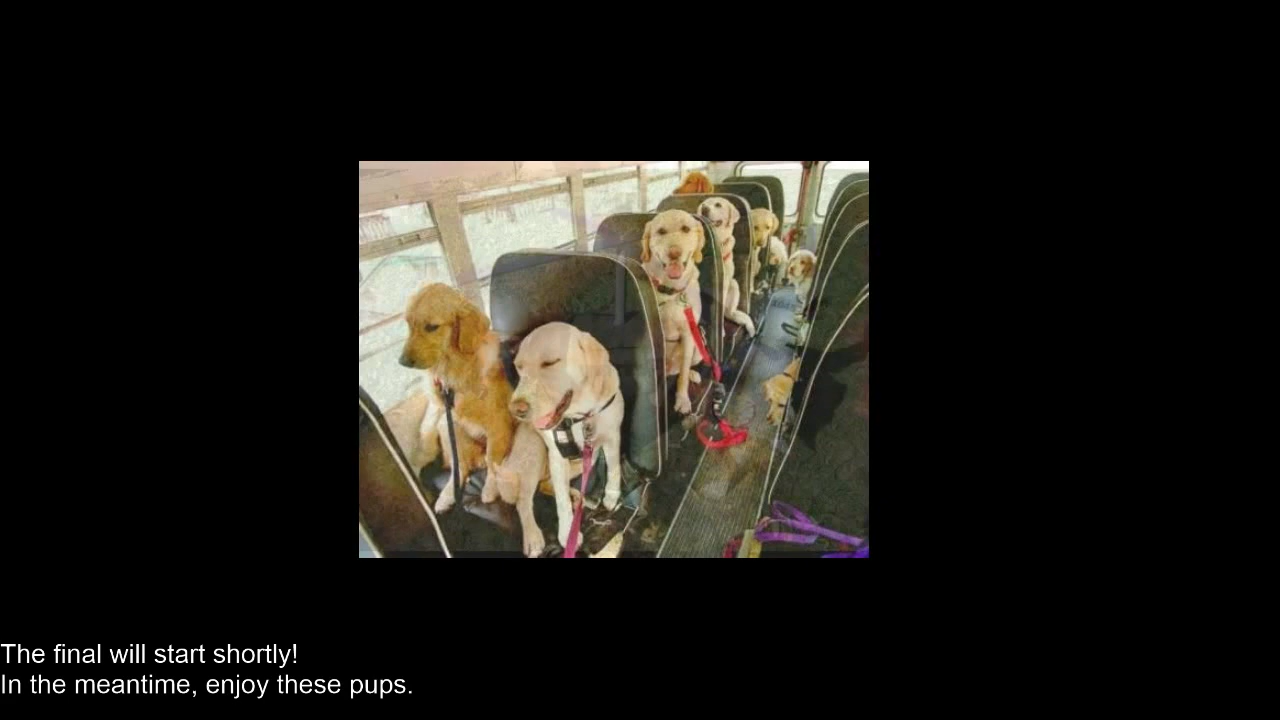 The final will start shortly!
In the meantime, enjoy these pups.